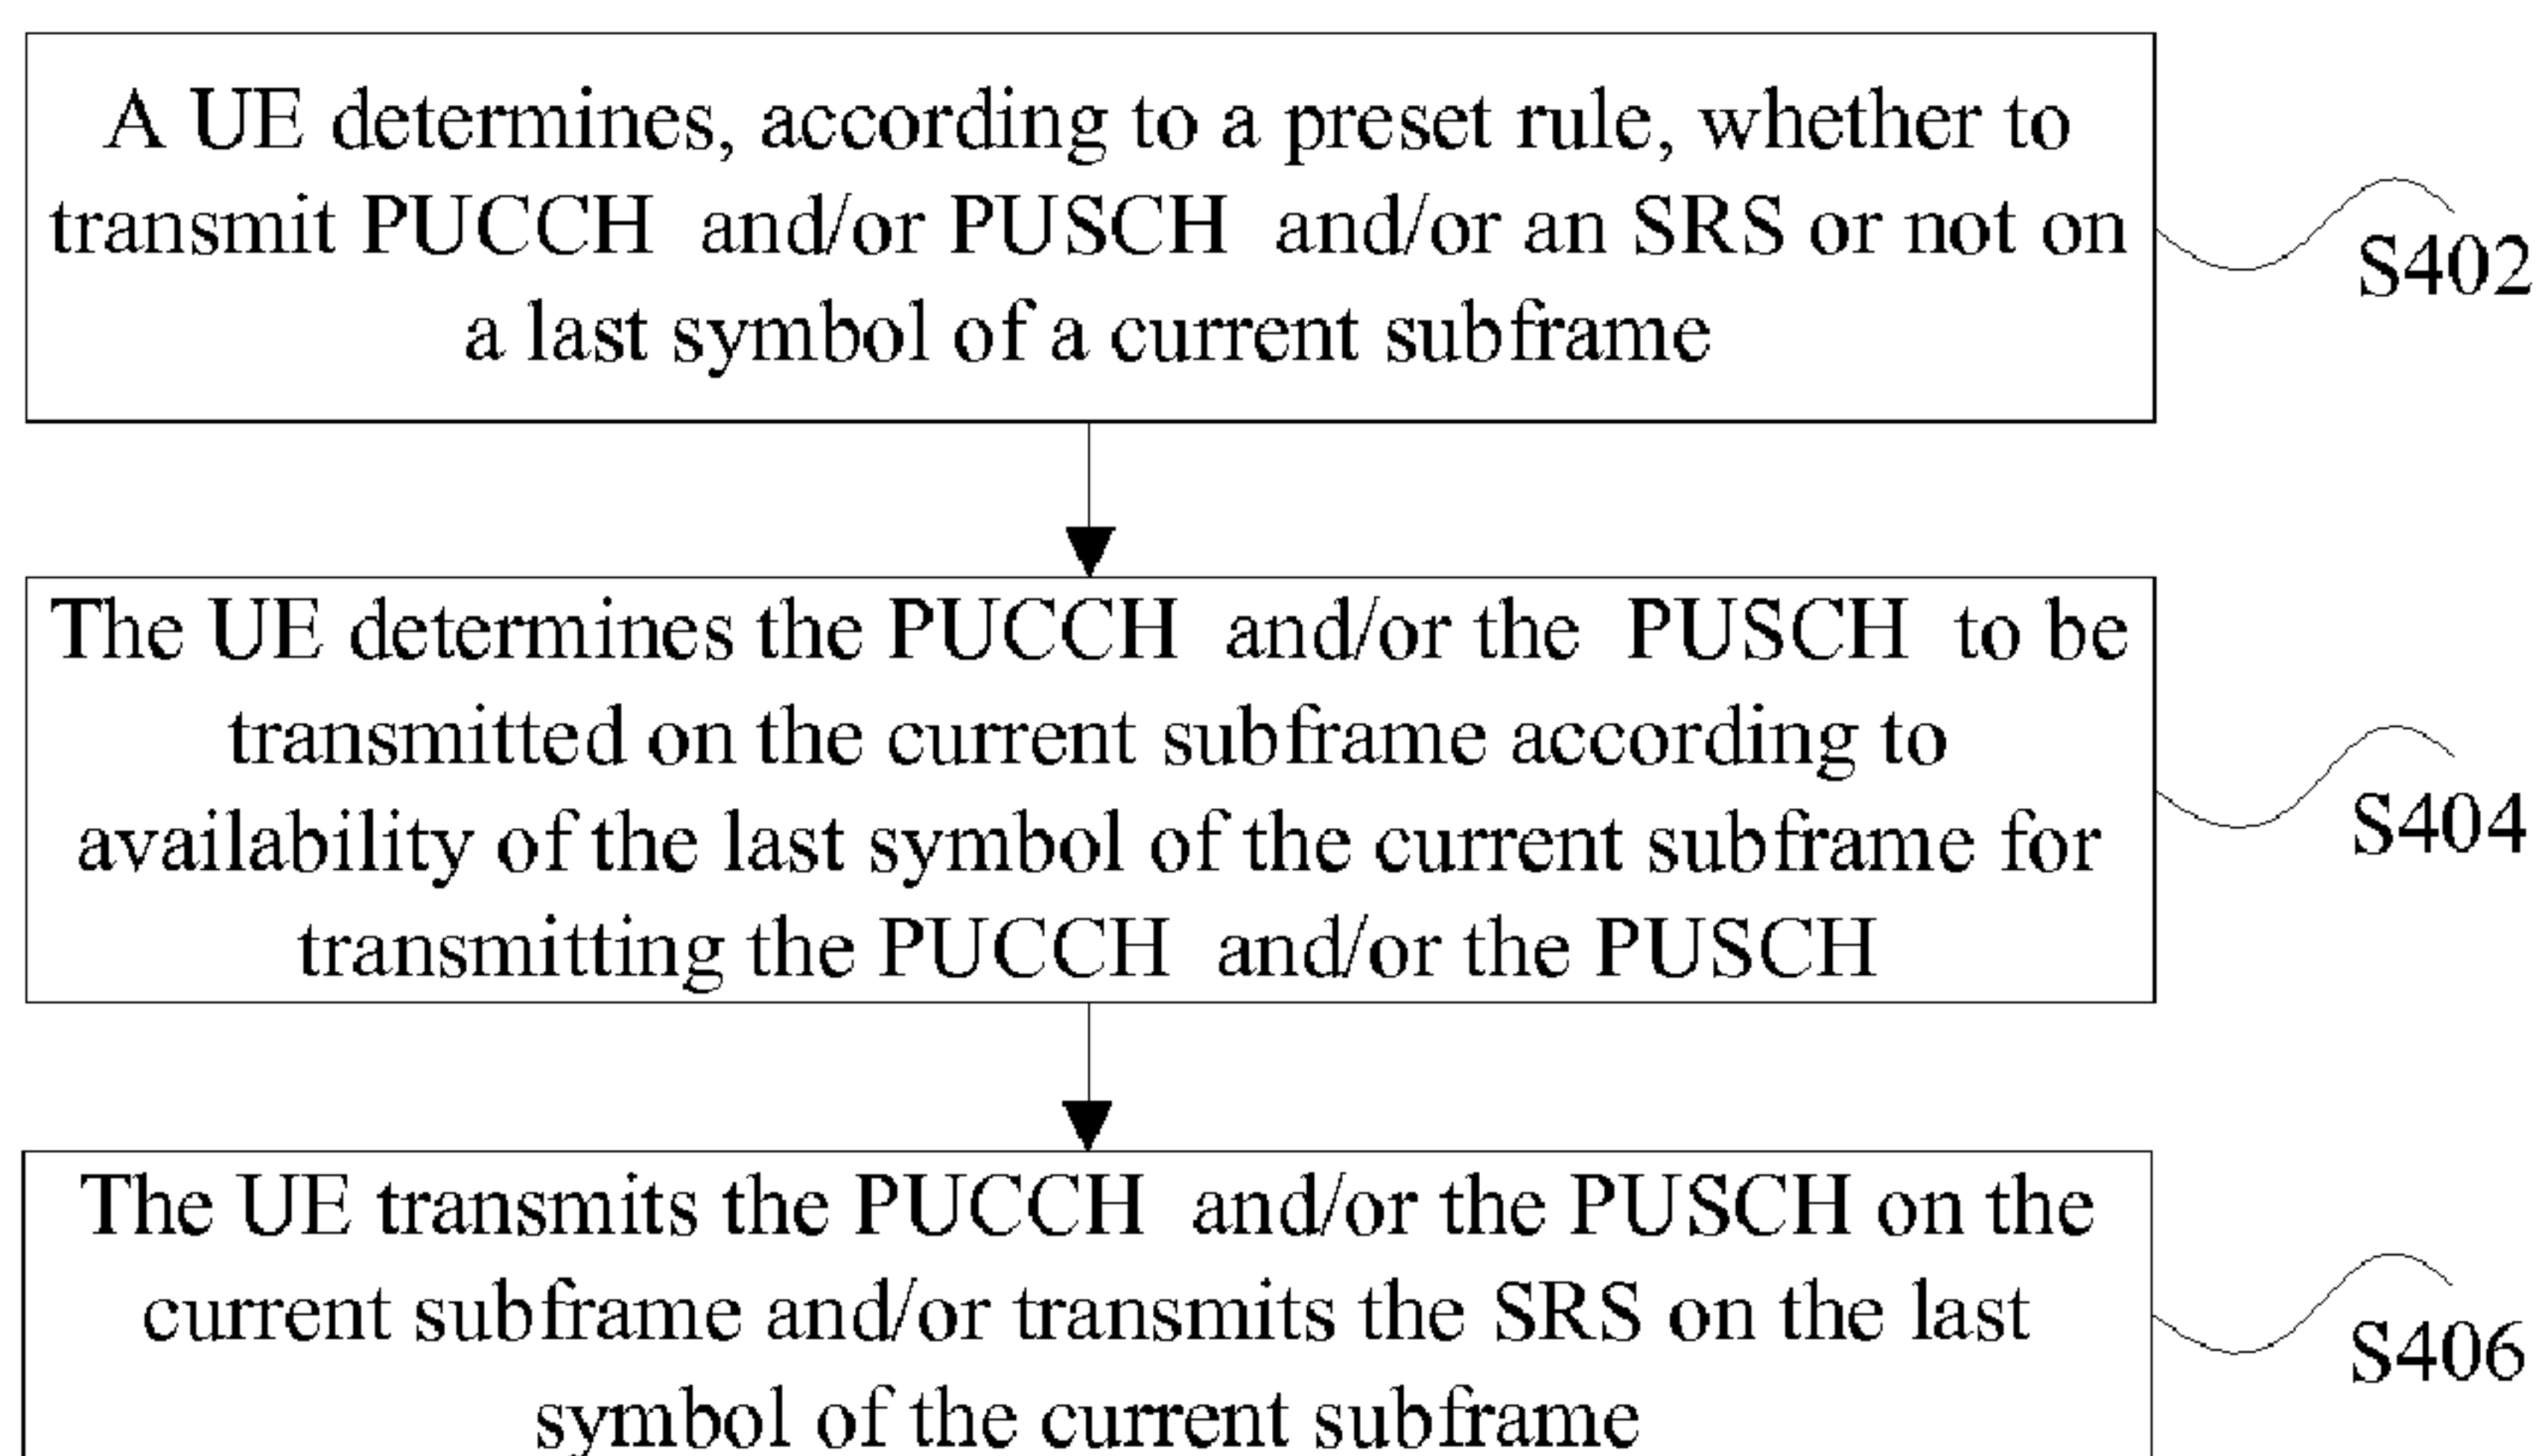 A UE determines, according to a preset rule, whether to
transmit PUCCH and/or PUSCH and/or an SRS or not on
a last symbol of a current subframe
S402
The UE determines the PUCCH and/or the PUSCH to be
transmitted on the current subframe according to
availability of the last symbol of the current subframe for
transmitting the PUCCH and/or the PUSCH
S404
The UE transmits the PUCCH and/or the PUSCH on the
current subframe and/or transmits the SRS on the last
symbol of the current subframe
S406